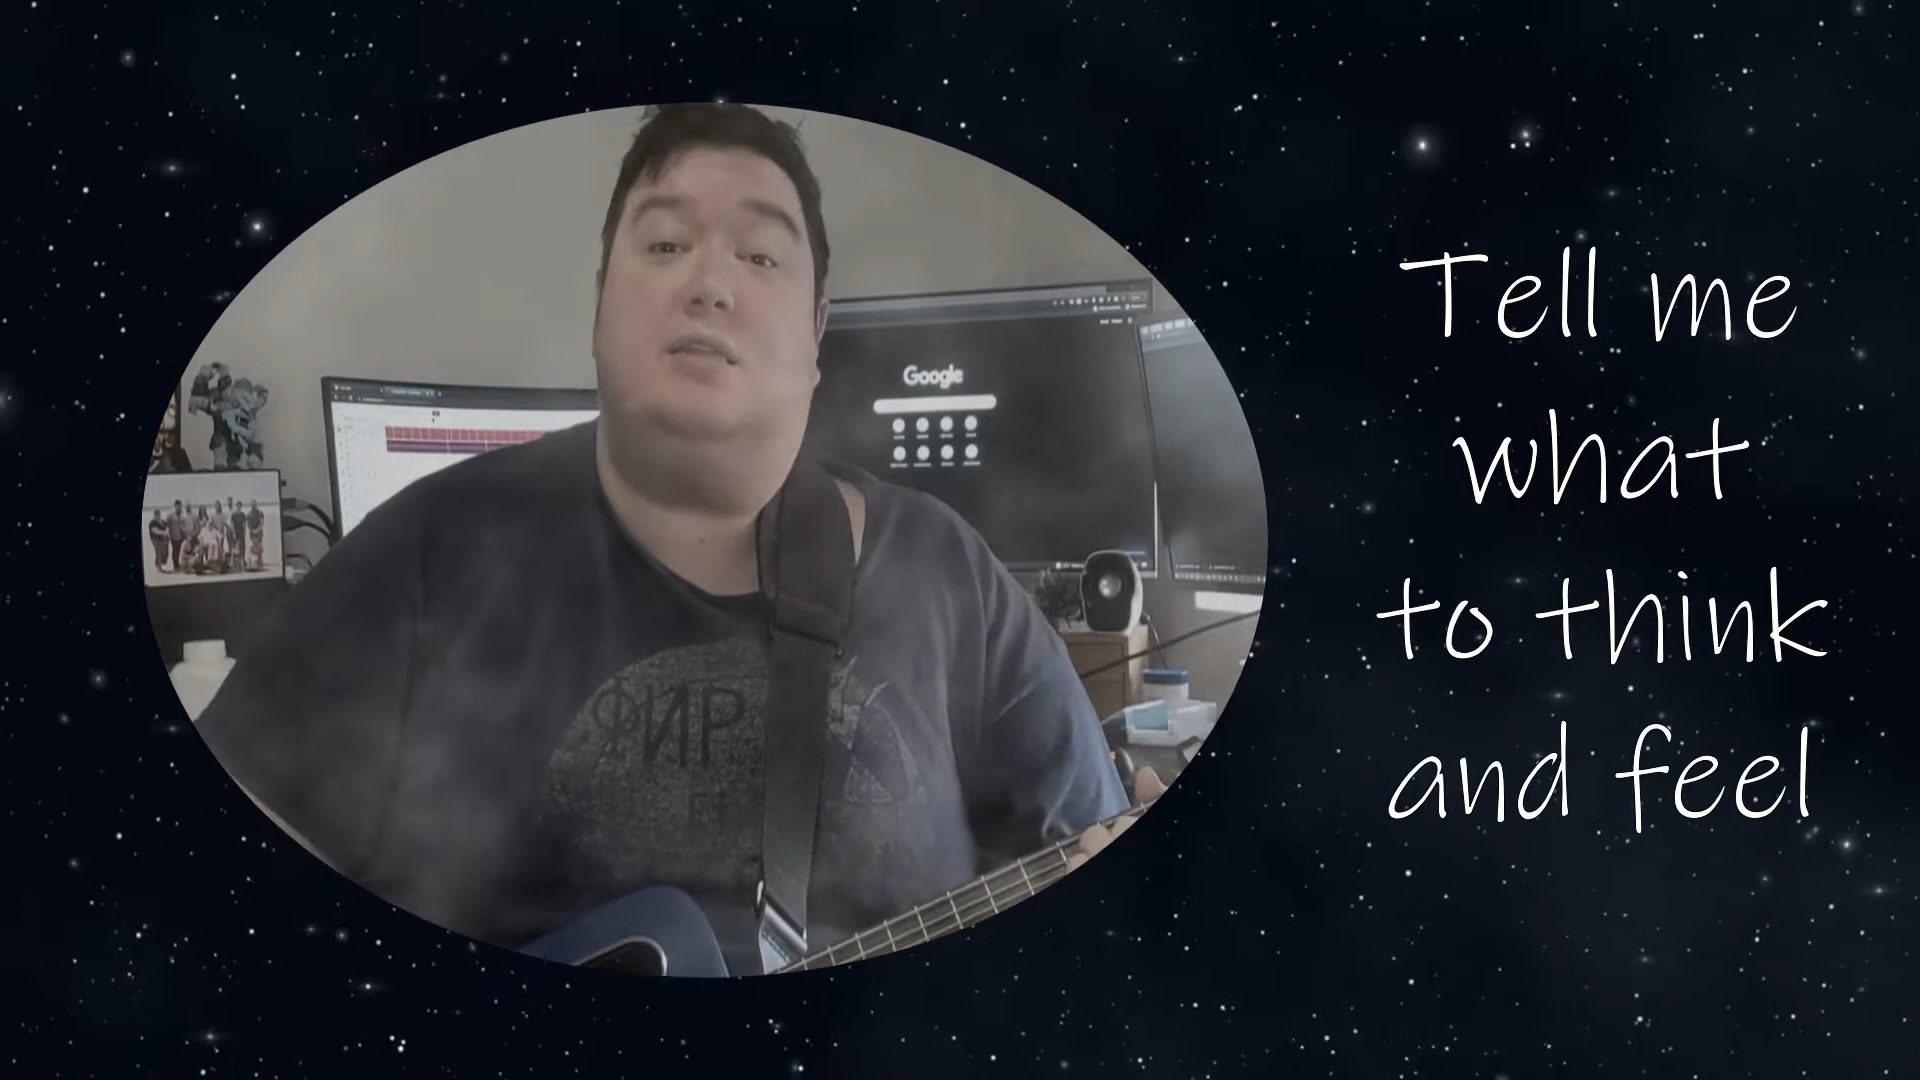 Google
ФИР
Tell me
what
to think
and feel